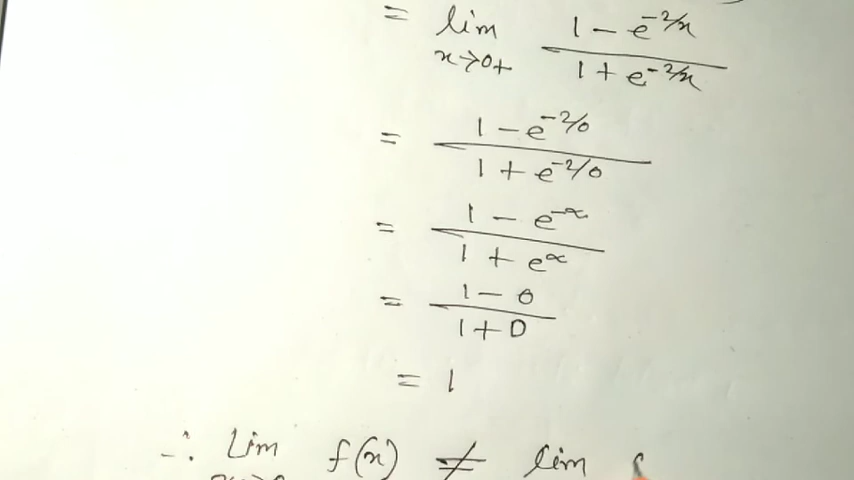 = lim x→0+ (1 − e^{−2/x}) / (1 + e^{−2/x})
= (1 − e^{−2/0}) / (1 + e^{−2/0})
= (1 − e^{−∝}) / (1 + e^{∝})
= (1 − 0) / (1 + 0)
= 1
∴ Lim f(x) ≠ lim